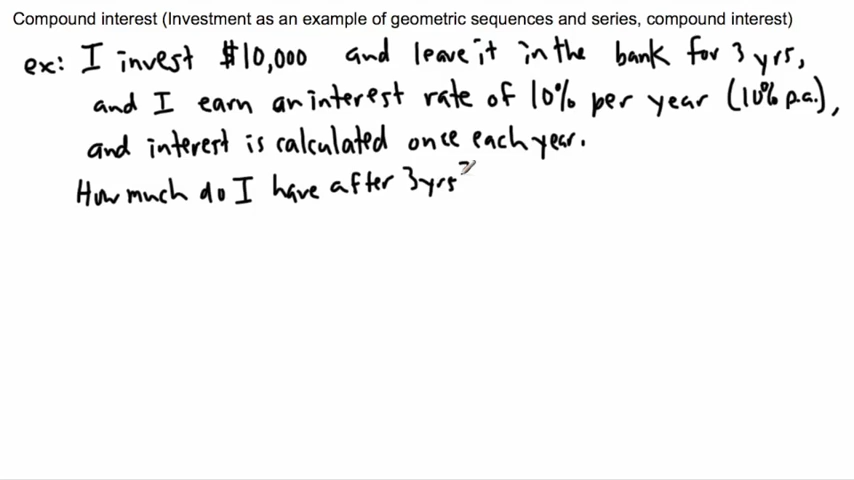 Compound interest (Investment as an example of geometric sequences and series, compound interest)
ex: I invest $10,000 and leave it in the bank for 3 yrs,
and I earn an interest rate of 10% per year (10% p.a.),
and interest is calculated once each year.
How much do I have after 3 yrs?